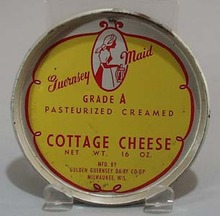 Guernsey Maid
GRADE A
PASTEURIZED CREAMED
COTTAGE CHEESE
NET WT. 16 OZ.
MFG. BY
GOLDEN GUERNSEY DAIRY CO-OP
MILWAUKEE, WIS.